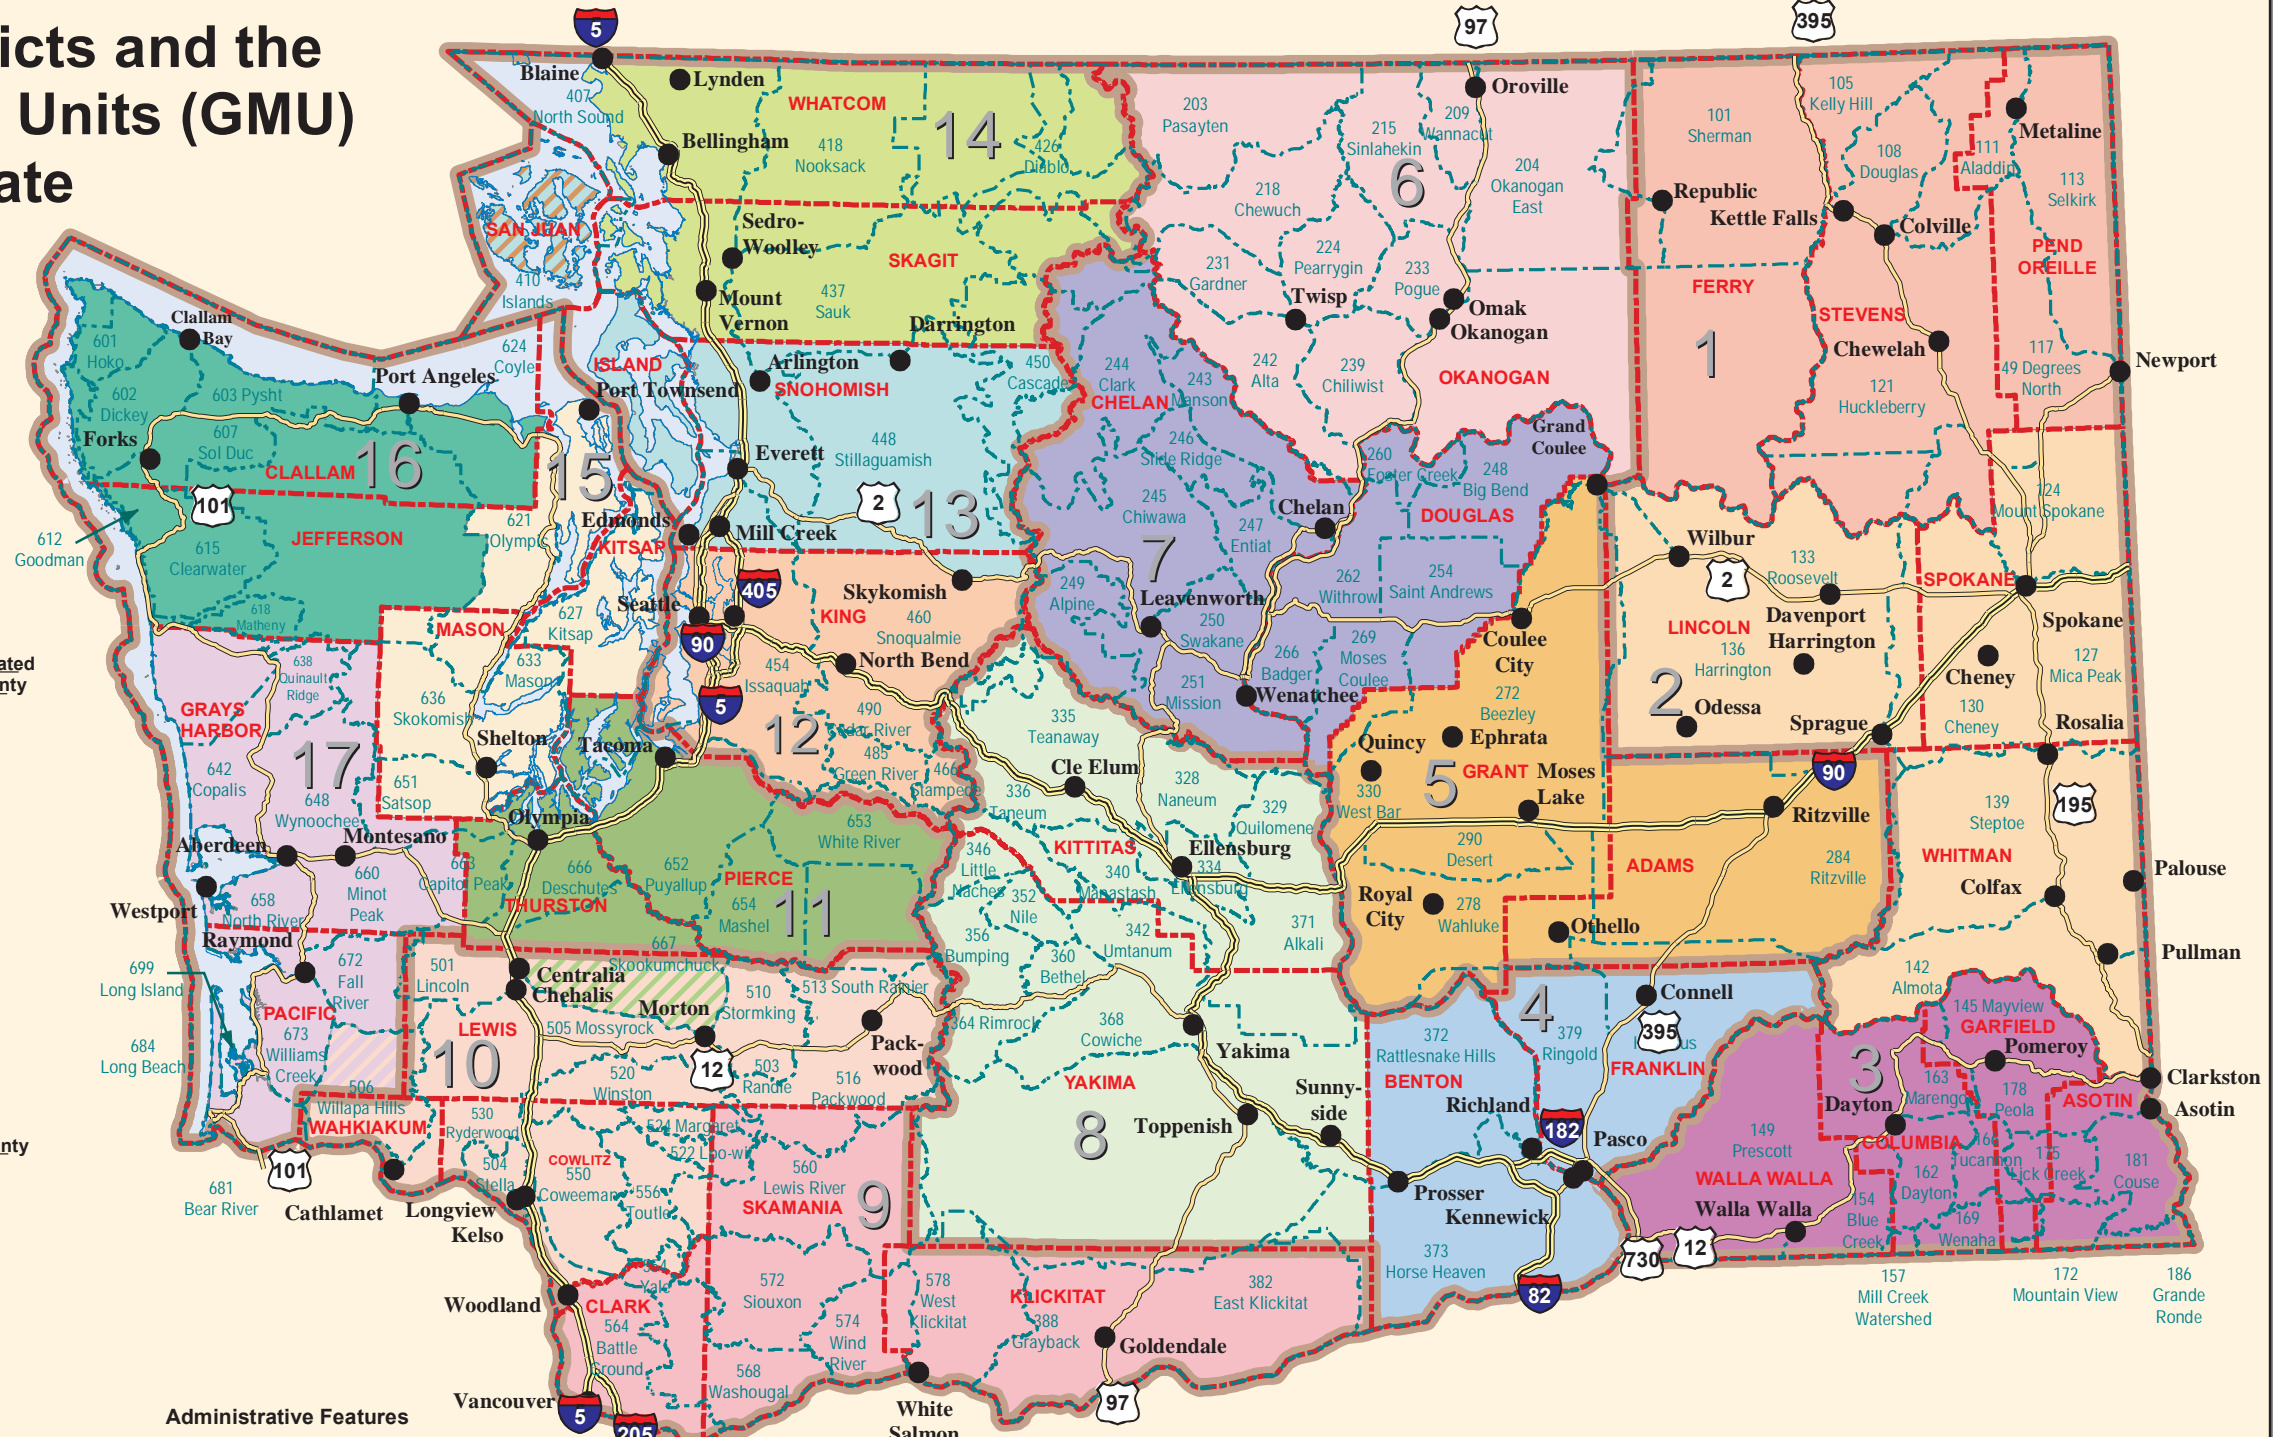 icts and the
Units (GMU)
ate
5
97
395
Blaine
Lynden
407
North Sound
WHATCOM
14
Bellingham
418
Nooksack
426
Diablo
203
Pasayten
215
Sinlahekin
209
Wannacut
Oroville
6
204
Okanogan
East
218
Chewuch
101
Sherman
105
Kelly Hill
Metaline
108
Douglas
111
Aladdin
113
Selkirk
Republic
Kettle Falls
Colville
PEND
OREILLE
SAN JUAN
410
Islands
Sedro-
Woolley
SKAGIT
437
Sauk
Mount
Vernon
Darrington
231
Gardner
224
Pearrygin
233
Pogue
Twisp
Omak
Okanogan
FERRY
STEVENS
1
Chewelah
117
49 Degrees
North
Newport
121
Huckleberry
Clallam
Bay
601
Hoko
602
Dickey
603 Pysht
Port Angeles
624
Coyle
ISLAND
Port Townsend
Arlington
SNOHOMISH
450
Cascade
244
Clark
CHELAN
243
Manson
242
Alta
239
Chiliwist
OKANOGAN
Forks
607
Sol Duc
CLALLAM
16
15
101
Everett
448
Stillaguamish
2
13
246
Slide Ridge
245
Chiwawa
247
Entiat
Chelan
260
Foster Creek
248
Big Bend
Grand
Coulee
DOUGLAS
124
Mount Spokane
612
Goodman
615
Clearwater
JEFFERSON
618
Matheny
621
Edmonds
KITSAP
Mill Creek
627
Kitsap
MASON
633
Mason
Seattle
405
90
5
KING
Skykomish
460
Snoqualmie
454
Issaquah
North Bend
7
249
Alpine
Leavenworth
250
Swakane
251
Mission
262
Withrow
254
Saint Andrews
266
Badger
269
Moses
Coulee
Wenatchee
Coulee
City
Wilbur
2
133
Roosevelt
Davenport
Harrington
LINCOLN
136
Harrington
2
Odessa
SPOKANE
Spokane
127
Mica Peak
Cheney
130
Cheney
Sprague
Rosalia
ated
nty
638
Quinault
Ridge
GRAYS
HARBOR
17
642
Copalis
648
Wynoochee
636
Skokomish
Shelton
651
Satsop
Tacoma
12
490
Cedar River
485
Green River
466
Stampede
335
Teanaway
Cle Elum
336
Taneum
328
Naneum
329
Quilomene
272
Beezley
Quincy
Ephrata
5
GRANT
Moses
Lake
330
West Bar
90
Ritzville
195
139
Steptoe
Aberdeen
Montesano
Westport
658
North River
660
Minot
Peak
663
Capitol Peak
Olympia
666
Deschutes
THURSTON
652
Puyallup
653
White River
PIERCE
654
Mashel
11
346
Little
Naches
KITTITAS
340
Manastash
Ellensburg
334
Ellensburg
352
Nile
356
Bumping
342
Umtanum
360
Bethel
371
Alkali
290
Desert
Royal
City
278
Wahluke
ADAMS
284
Ritzville
Othello
WHITMAN
Colfax
Palouse
Pullman
Raymond
699
Long Island
672
Fall
River
PACIFIC
673
Williams
Creek
684
Long Beach
501
Lincoln
667
Skookumchuck
Centralia
Chehalis
Morton
510
Stormking
513 South Rainier
LEWIS
10
505 Mossyrock
12
520
Winston
503
Randle
516
Packwood
Pack-
wood
364 Rimrock
368
Cowiche
Yakima
YAKIMA
8
Toppenish
Sunny-
side
372
Rattlesnake Hills
BENTON
4
379
Ringold
Connell
395
FRANKLIN
Richland
182
Pasco
142
Almota
145 Mayview
GARFIELD
Pomeroy
3
163
Marengo
178
Peola
ASOTIN
Clarkston
Asotin
Dayton
COLUMBIA
nty
506
Willapa Hills
WAHKIAKUM
530
Ryderwood
504
Stella
101
681
Bear River
Cathlamet
Longview
Kelso
COWLITZ
550
Coweeman
524 Margaret
522 Loo-wit
556
Toutle
560
Lewis River
SKAMANIA
9
554
Yale
Prosser
Kennewick
373
Horse Heaven
82
730
12
149
Prescott
WALLA WALLA
Walla Walla
154
Blue
Creek
162
Dayton
166
Tucannon
175
Lick Creek
169
Wenaha
181
Couse
157
Mill Creek
Watershed
172
Mountain View
186
Grande
Ronde
Woodland
CLARK
564
Battle
Ground
572
Siouxon
574
Wind
River
568
Washougal
578
West
Klickitat
KLICKITAT
388
Grayback
382
East Klickitat
Goldendale
97
White
Salmon
Vancouver
5
205
Administrative Features